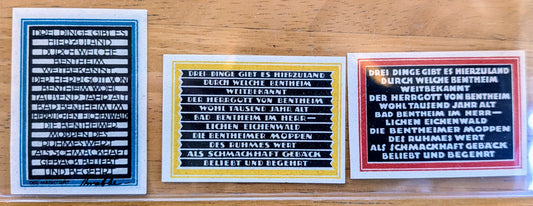 DREI DINGE GIBT ES
HIERZULAND
DURCH WELCHE
BENTHEIM
WEITBEKANNT.
DER HERRGOTT VON
BENTHEIM WOHL
TAUSEND JAHR ALT
BAD BENTHEIM IM
HERRLICHEN EICHENWALD
DIE BENTHEIMER
MOPPEN DES
RUHMES WERT
ALS SCHMACKHAFT
GEBÄCK BELIEBT
UND BEGEHRT
DREI DINGE GIBT ES HIERZULAND
DURCH WELCHE BENTHEIM
WEITBEKANNT
DER HERRGOTT VON BENTHEIM
WOHL TAUSEND JAHR ALT
BAD BENTHEIM IM HERR—
LICHEN EICHENWALD
DIE BENTHEIMER MOPPEN
DES RUHMES WERT
ALS SCHMACKHAFT GEBÄCK
BELIEBT UND BEGEHRT
DREI DINGE GIBT ES HIERZULAND
DURCH WELCHE BENTHEIM
WEITBEKANNT
DER HERRGOTT VON BENTHEIM
WOHL TAUSEND JAHR ALT
BAD BENTHEIM IM HERR—
LICHEN EICHENWALD
DIE BENTHEIMER MOPPEN
DES RUHMES WERT
ALS SCHMACKHAFT GEBÄCK
BELIEBT UND BEGEHRT